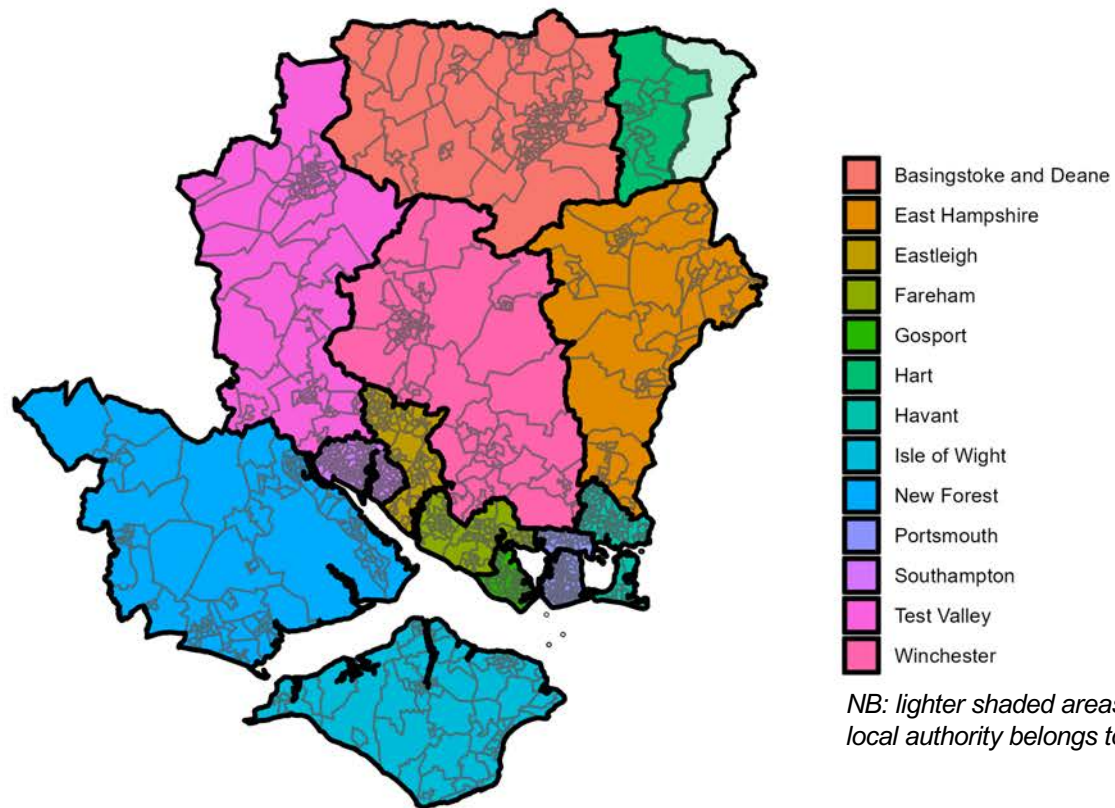 Basingstoke and Deane
East Hampshire
Eastleigh
Fareham
Gosport
Hart
Havant
Isle of Wight
New Forest
Portsmouth
Southampton
Test Valley
Winchester
NB: lighter shaded areas
local authority belongs